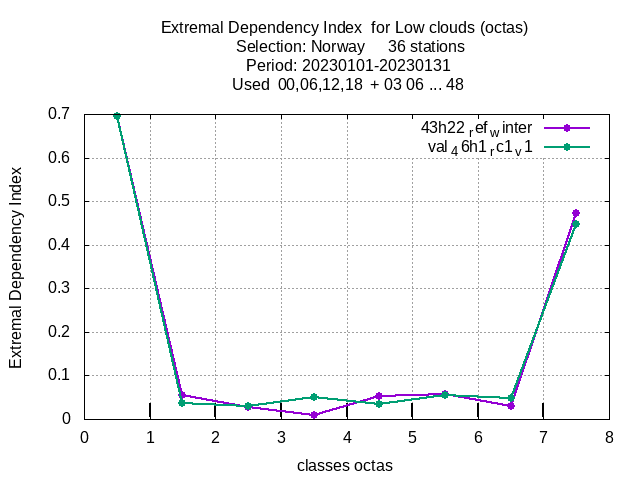 Extremal Dependency Index  for Low clouds (octas)
Selection: Norway     36 stations
Period: 20230101-20230131
Used  00,06,12,18  + 03 06 ... 48
43h22 ref winter
val 46h1 rc1 v1
0.7
0.6
0.5
0.4
0.3
0.2
0.1
0
Extremal Dependency Index
0 1 2 3 4 5 6 7 8
classes octas